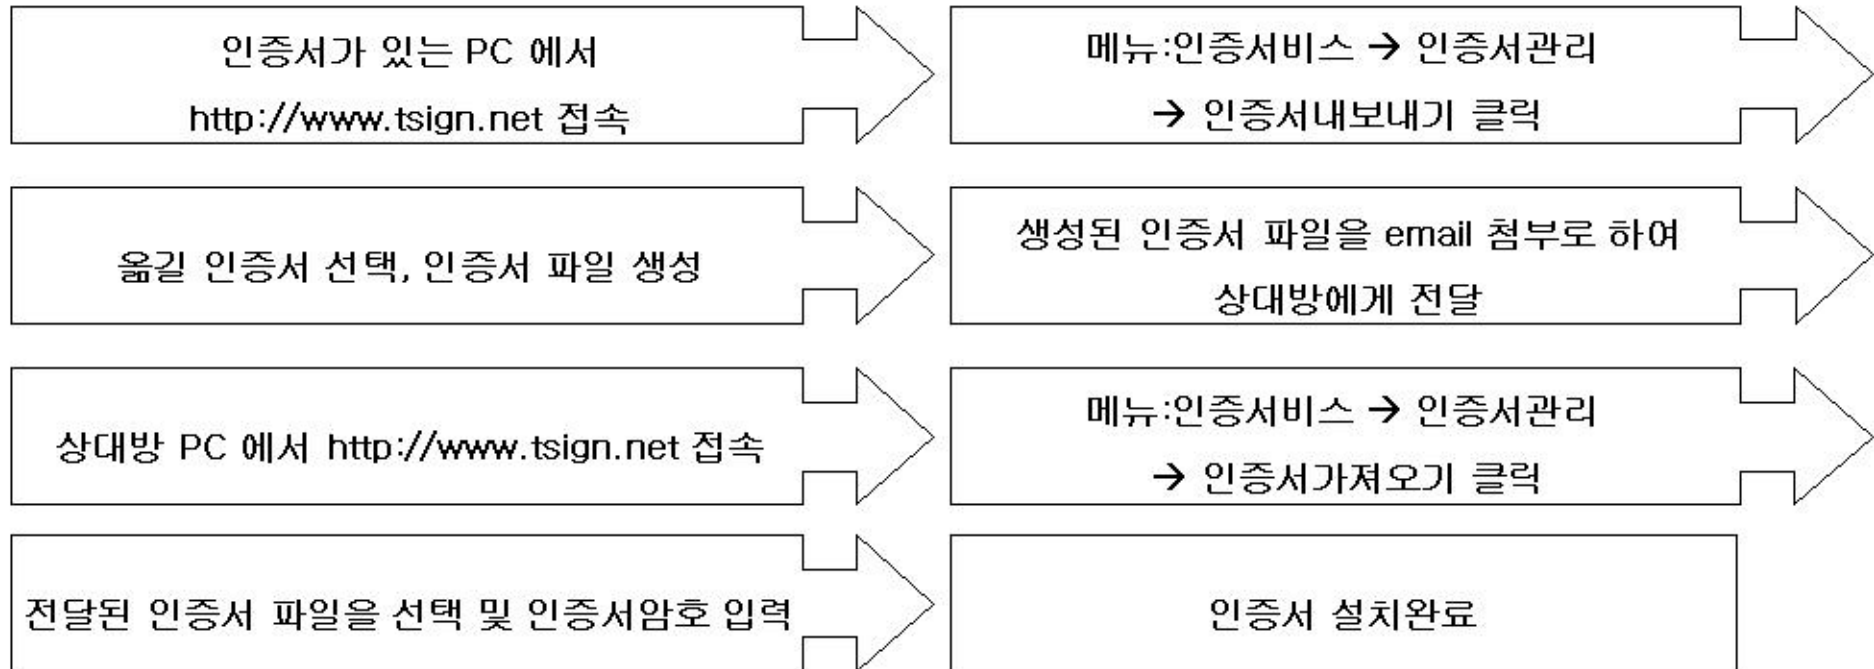 인증서가 있는 PC 에서
http://www.tsign.net 접속
메뉴:인증서비스 → 인증서관리
→ 인증서내보내기 클릭
옮길 인증서 선택, 인증서 파일 생성
생성된 인증서 파일을 email 첨부로 하여
상대방에게 전달
상대방 PC 에서 http://www.tsign.net 접속
메뉴:인증서비스 → 인증서관리
→ 인증서가져오기 클릭
전달된 인증서 파일을 선택 및 인증서암호 입력
인증서 설치완료